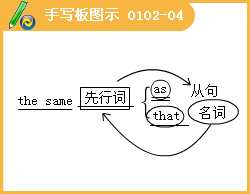 手写板图示 0102-04
as 从句
the same 先行词
that 名词